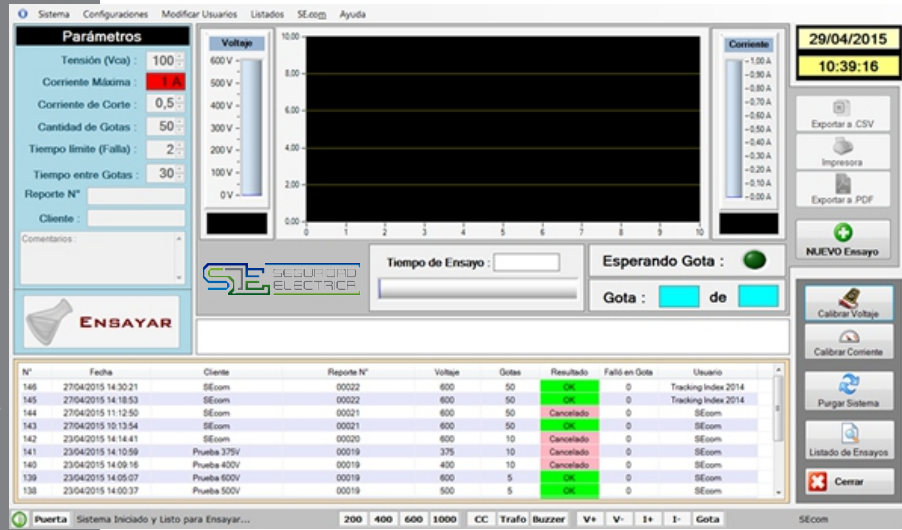 Sistema Configuraciones Modificar Usuarios Listados SEcom Ayuda
Parámetros
Tensión (Vca) : 100
Corriente Máxima : 1 A
Corriente de Corte : 0,5
Cantidad de Gotas : 50
Tiempo límite (Falla) : 2
Tiempo entre Gotas : 30
Reporte N°
Cliente :
Comentarios :
ENSAYAR
Voltaje
600 V
500 V
400 V
300 V
200 V
100 V
0 V
10.00
8.00
6.00
4.00
2.00
0.00
0 1 2 3 4 5 6 7 8 9 10
Corriente
1,00 A
0,90 A
0,80 A
0,70 A
0,60 A
0,50 A
0,40 A
0,30 A
0,20 A
0,10 A
0,00 A
29/04/2015
10:39:16
Exportar a .CSV
Impresora
Exportar a .PDF
NUEVO Ensayo
STE SEGURIDAD
ELECTRICA
Tiempo de Ensayo :
Esperando Gota :
Gota : de
Calibrar Voltaje
Calibrar Corriente
Purgar Sistema
Listado de Ensayos
Cerrar
N° Fecha Cliente Reporte N° Voltaje Gotas Resultado Falló en Gota Usuario
146 27/04/2015 14:30:21 SEcom 00022 600 50 OK 0 Tracking Index 2014
145 27/04/2015 14:18:53 SEcom 00022 600 50 OK 0 Tracking Index 2014
144 27/04/2015 11:12:50 SEcom 00021 600 50 Cancelado 0 SEcom
143 27/04/2015 10:13:54 SEcom 00021 600 50 OK 0 SEcom
142 23/04/2015 14:14:41 SEcom 00020 600 10 Cancelado 0 SEcom
141 23/04/2015 14:10:59 Prueba 375V 00019 375 10 Cancelado 0 SEcom
140 23/04/2015 14:09:16 Prueba 400V 00019 400 10 Cancelado 0 SEcom
139 23/04/2015 14:05:07 Prueba 600V 00019 600 5 OK 0 SEcom
138 23/04/2015 14:00:37 Prueba 500V 00019 500 5 OK 0 SEcom
Puerta Sistema Iniciado y Listo para Ensayar... 200 400 600 1000 CC Trafo Buzzer V+ V- I+ I- Gota SEcom